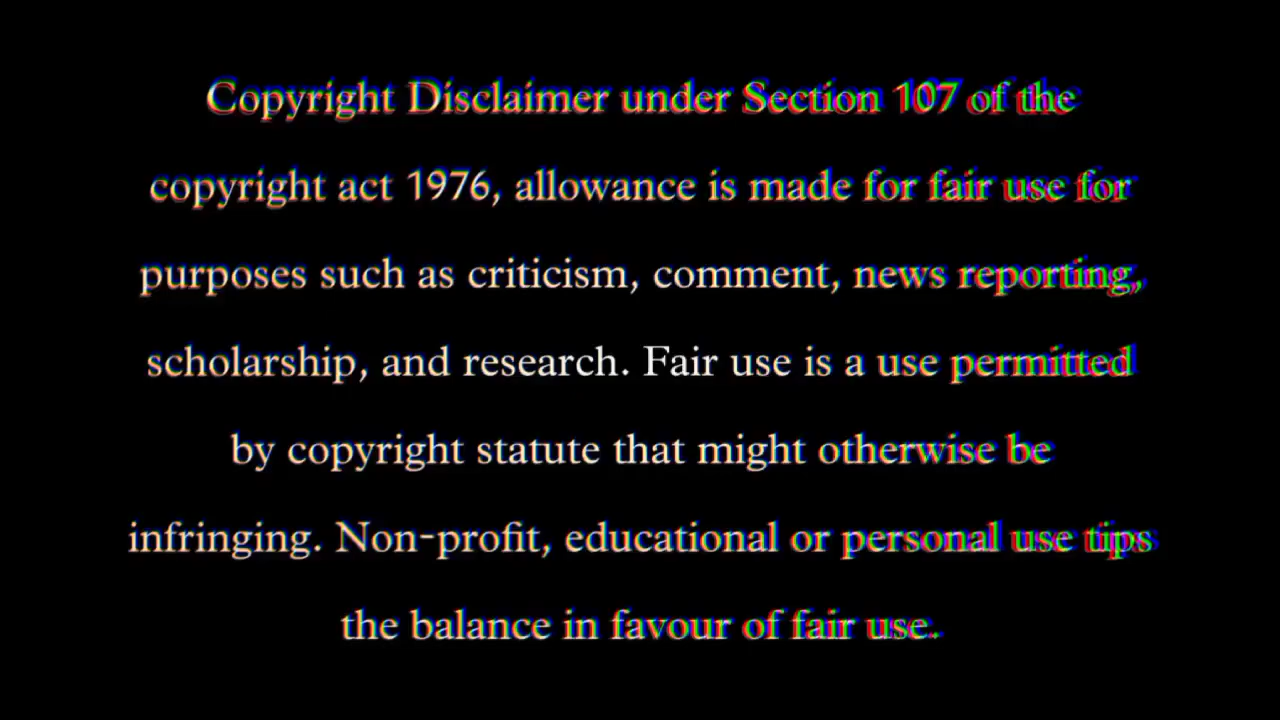 Copyright Disclaimer under Section 107 of the
copyright act 1976, allowance is made for fair use for
purposes such as criticism, comment, news reporting,
scholarship, and research. Fair use is a use permitted
by copyright statute that might otherwise be
infringing. Non-profit, educational or personal use tips
the balance in favour of fair use.